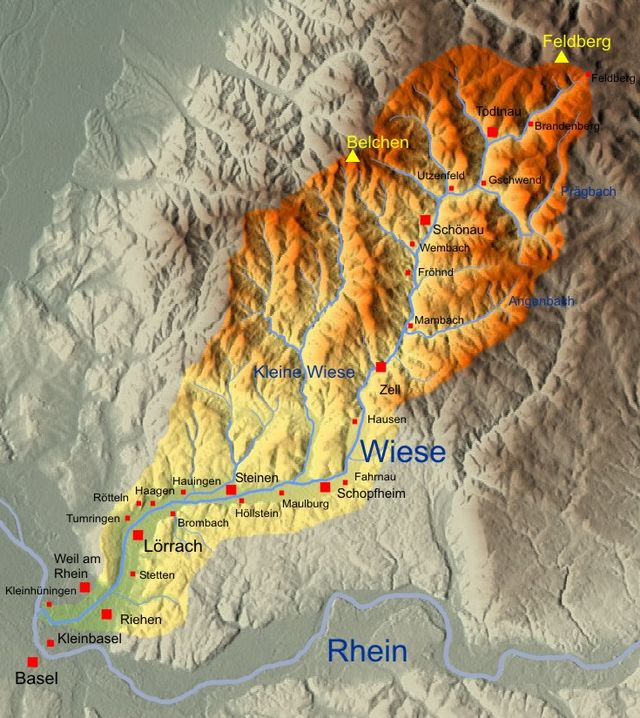 Feldberg
Feldberg
Todtnau
Brandenberg
Belchen
Utzenfeld
Gschwend
Prägbach
Schönau
Wembach
Fröhnd
Angenbakh
Mambach
Kleine Wiese
Zell
Hausen
Wiese
Fahrnau
Schopfheim
Maulburg
Höllstein
Steinen
Hauingen
Haagen
Rötteln
Tumringen
Brombach
Lörrach
Weil am
Rhein
Stetten
Kleinhüningen
Riehen
Kleinbasel
Basel
Rhein